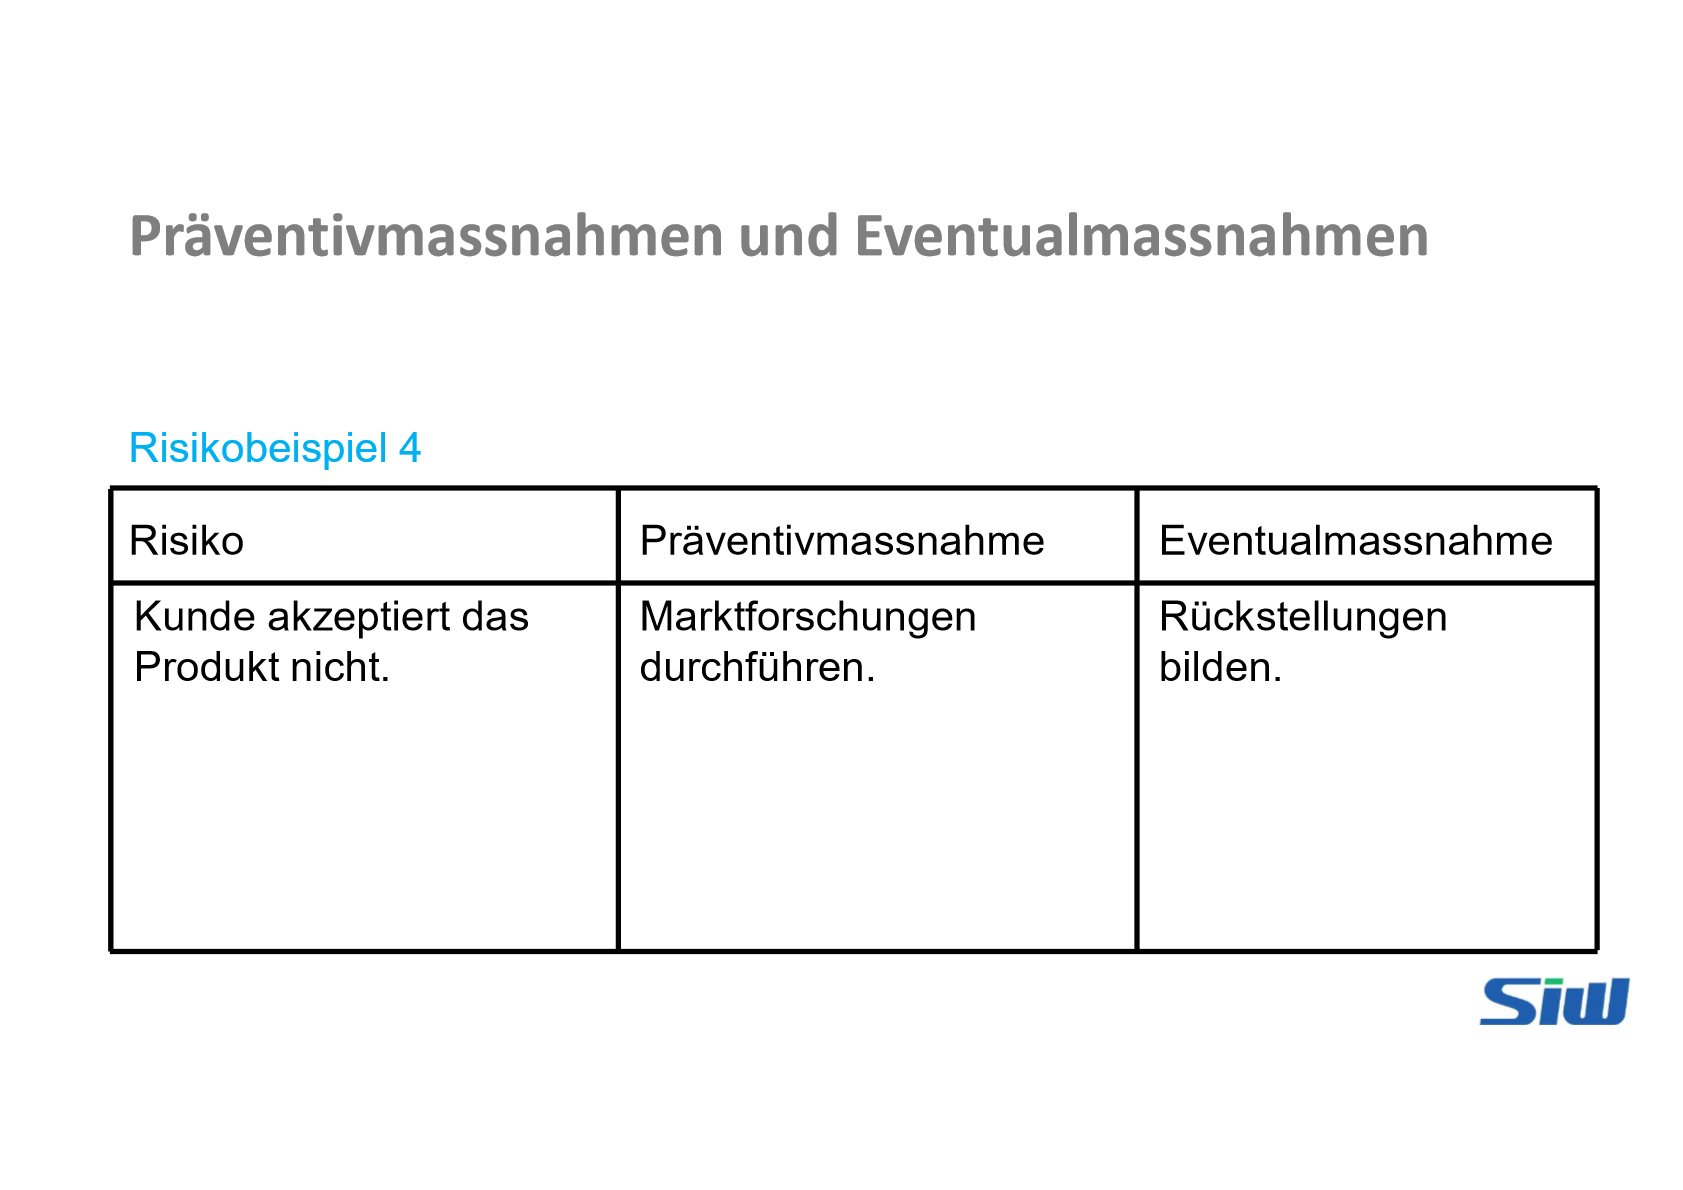 Präventivmassnahmen und Eventualmassnahmen
Risikobeispiel 4
Risiko
Präventivmassnahme
Eventualmassnahme
Kunde akzeptiert das
Produkt nicht.
Marktforschungen
durchführen.
Rückstellungen
bilden.
Siw